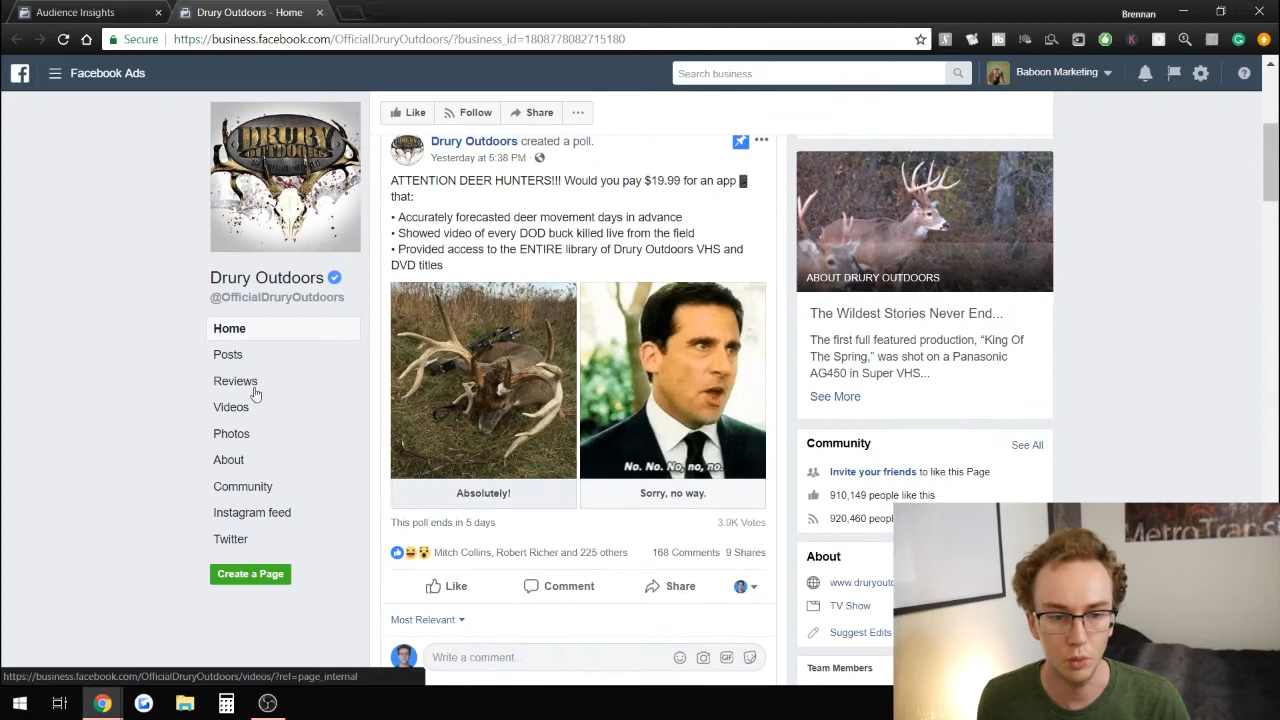 Audience Insights
Drury Outdoors - Home
Brennan
Secure
https://business.facebook.com/OfficialDruryOutdoors/?business_id=1808778082715180
Facebook Ads
Search business
Baboon Marketing
DRURY
OUTDOORS
Drury Outdoors
@OfficialDruryOutdoors
Home
Posts
Reviews
Videos
Photos
About
Community
Instagram feed
Twitter
Create a Page
Like
Follow
Share
Drury Outdoors created a poll.
Yesterday at 5:38 PM
ATTENTION DEER HUNTERS!!! Would you pay $19.99 for an app
that:
• Accurately forecasted deer movement days in advance
• Showed video of every DOD buck killed live from the field
• Provided access to the ENTIRE library of Drury Outdoors VHS and
DVD titles
No. No. No, no, no.
Absolutely!
Sorry, no way.
This poll ends in 5 days
3.9K Votes
Mitch Collins, Robert Richer and 225 others
168 Comments 9 Shares
Like
Comment
Share
Most Relevant
Write a comment...
GIF
ABOUT DRURY OUTDOORS
The Wildest Stories Never End...
The first full featured production, “King Of
The Spring,” was shot on a Panasonic
AG450 in Super VHS...
See More
Community
See All
Invite your friends to like this Page
910,149 people like this
920,460 peopl
About
www.druryoutd
TV Show
Suggest Edits
Team Members
MetroTransi
https://business.facebook.com/OfficialDruryOutdoors/videos/?ref=page_internal